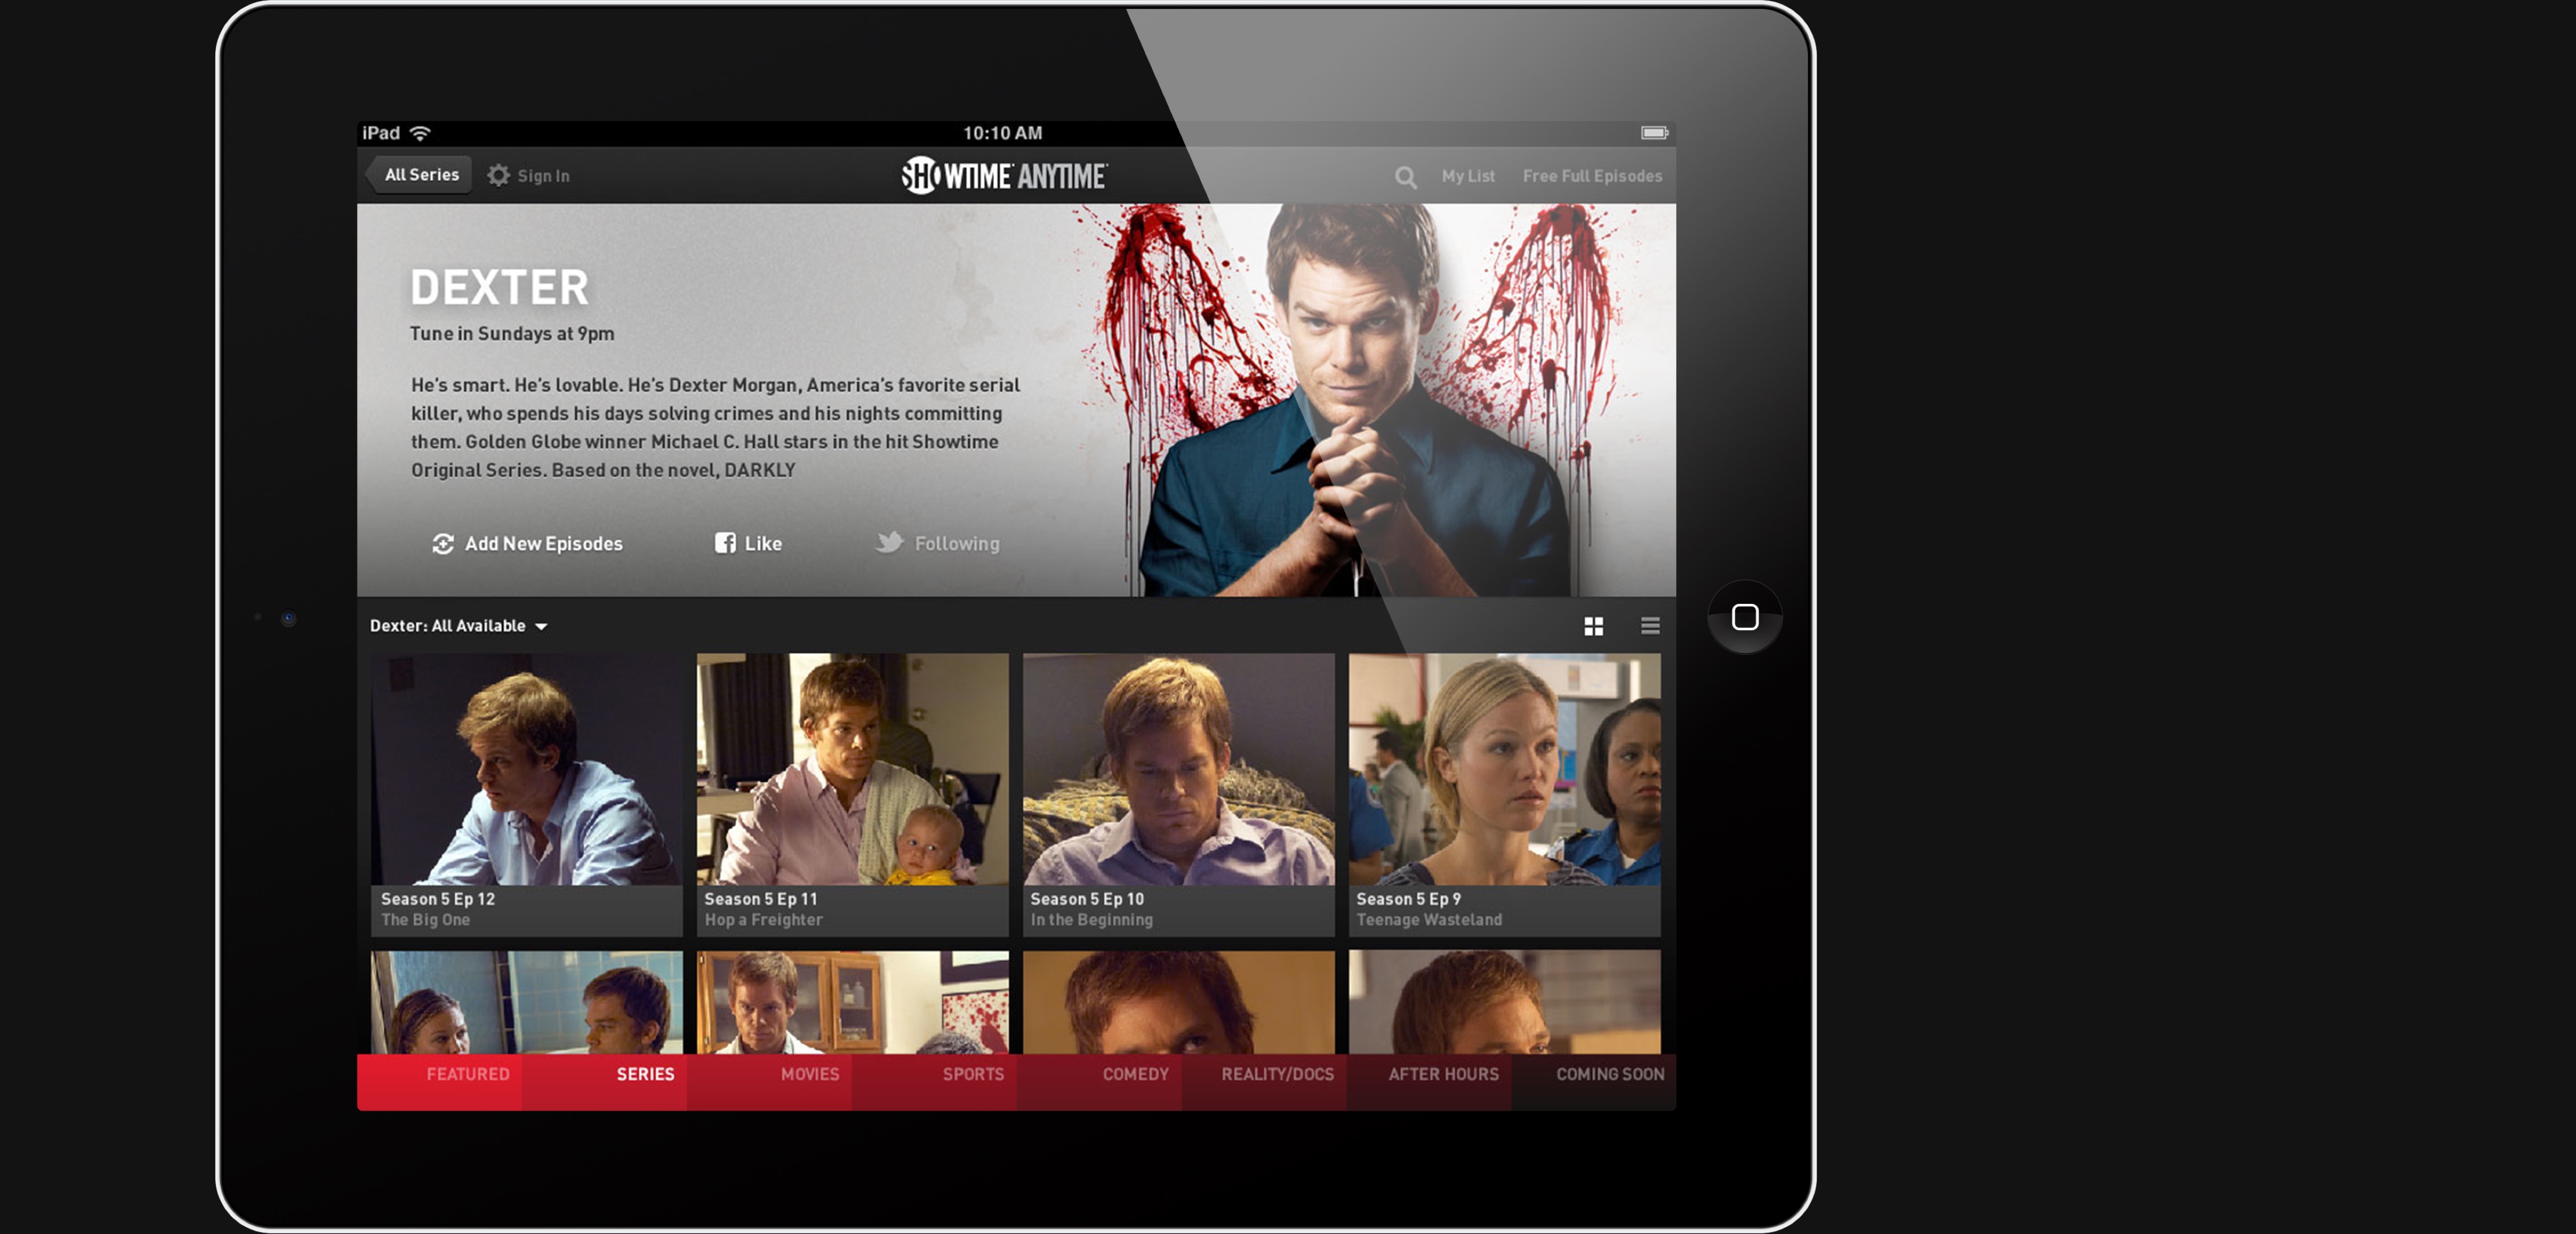 iPad
10:10 AM
All Series
Sign In
SHOWTIME ANYTIME
My List
Free Full Episodes
DEXTER
Tune in Sundays at 9pm
He's smart. He's lovable. He's Dexter Morgan, America's favorite serial
killer, who spends his days solving crimes and his nights committing
them. Golden Globe winner Michael C. Hall stars in the hit Showtime
Original Series. Based on the novel, DARKLY
Add New Episodes
Like
Following
Dexter: All Available
Season 5 Ep 12
The Big One
Season 5 Ep 11
Hop a Freighter
Season 5 Ep 10
In the Beginning
Season 5 Ep 9
Teenage Wasteland
FEATURED
SERIES
MOVIES
SPORTS
COMEDY
REALITY/DOCS
AFTER HOURS
COMING SOON